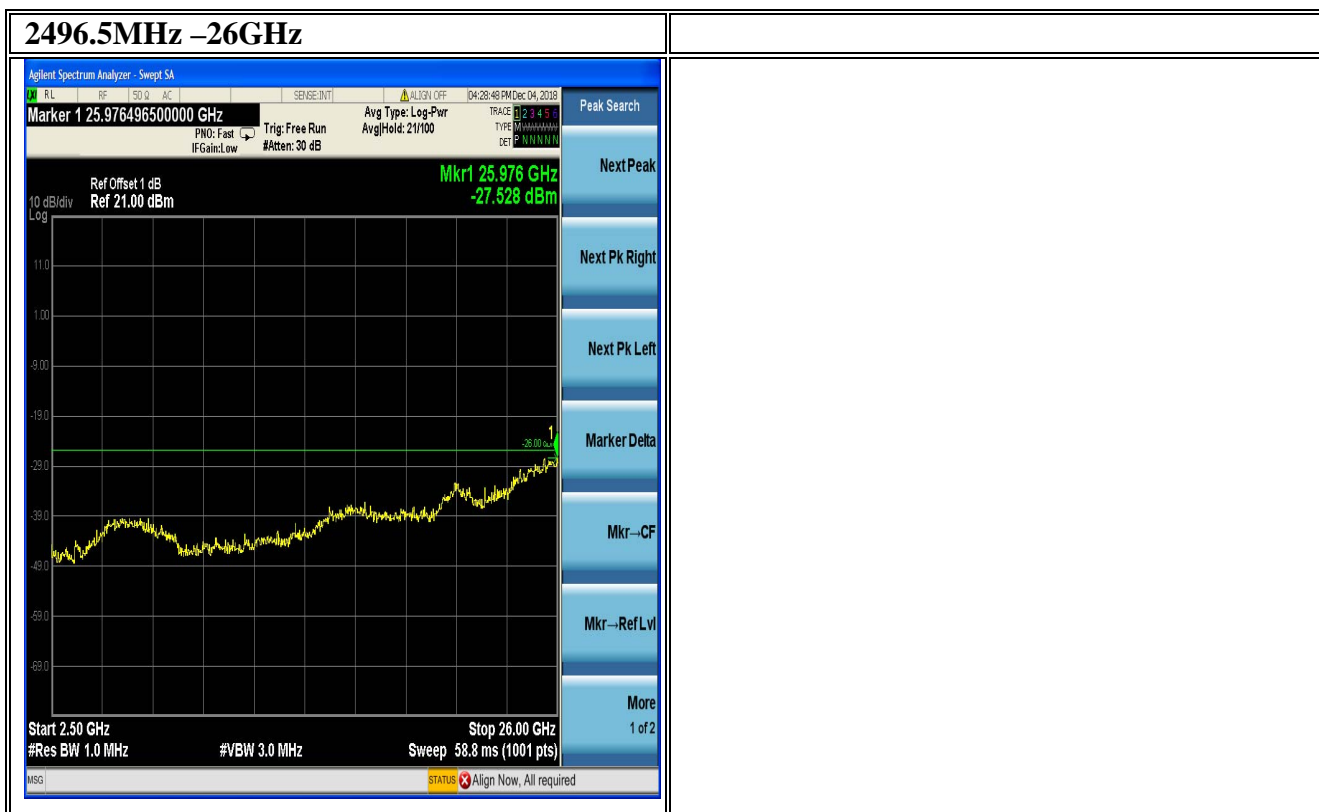 2496.5MHz –26GHz
Agilent Spectrum Analyzer - Swept SA
LXI RL RF 50 Ω AC SENSE:INT ALIGN OFF 04:28:48 PM Dec 04, 2018
Marker 1 25.976496500000 GHz
PNO: Fast
IFGain:Low
Trig: Free Run
#Atten: 30 dB
Avg Type: Log-Pwr
Avg|Hold: 21/100
TRACE 1 2 3 4 5 6
TYPE M
DET P N N N N N
Peak Search
Ref Offset 1 dB
10 dB/div Ref 21.00 dBm
Log
Mkr1 25.976 GHz
-27.528 dBm
11.0
1.00
-9.00
-19.0
-29.0
-39.0
-49.0
-59.0
-69.0
1
-26.00
Start 2.50 GHz Stop 26.00 GHz
#Res BW 1.0 MHz #VBW 3.0 MHz Sweep 58.8 ms (1001 pts)
Next Peak
Next Pk Right
Next Pk Left
Marker Delta
Mkr→CF
Mkr→Ref Lvl
More
1 of 2
MSG STATUS Align Now, All required